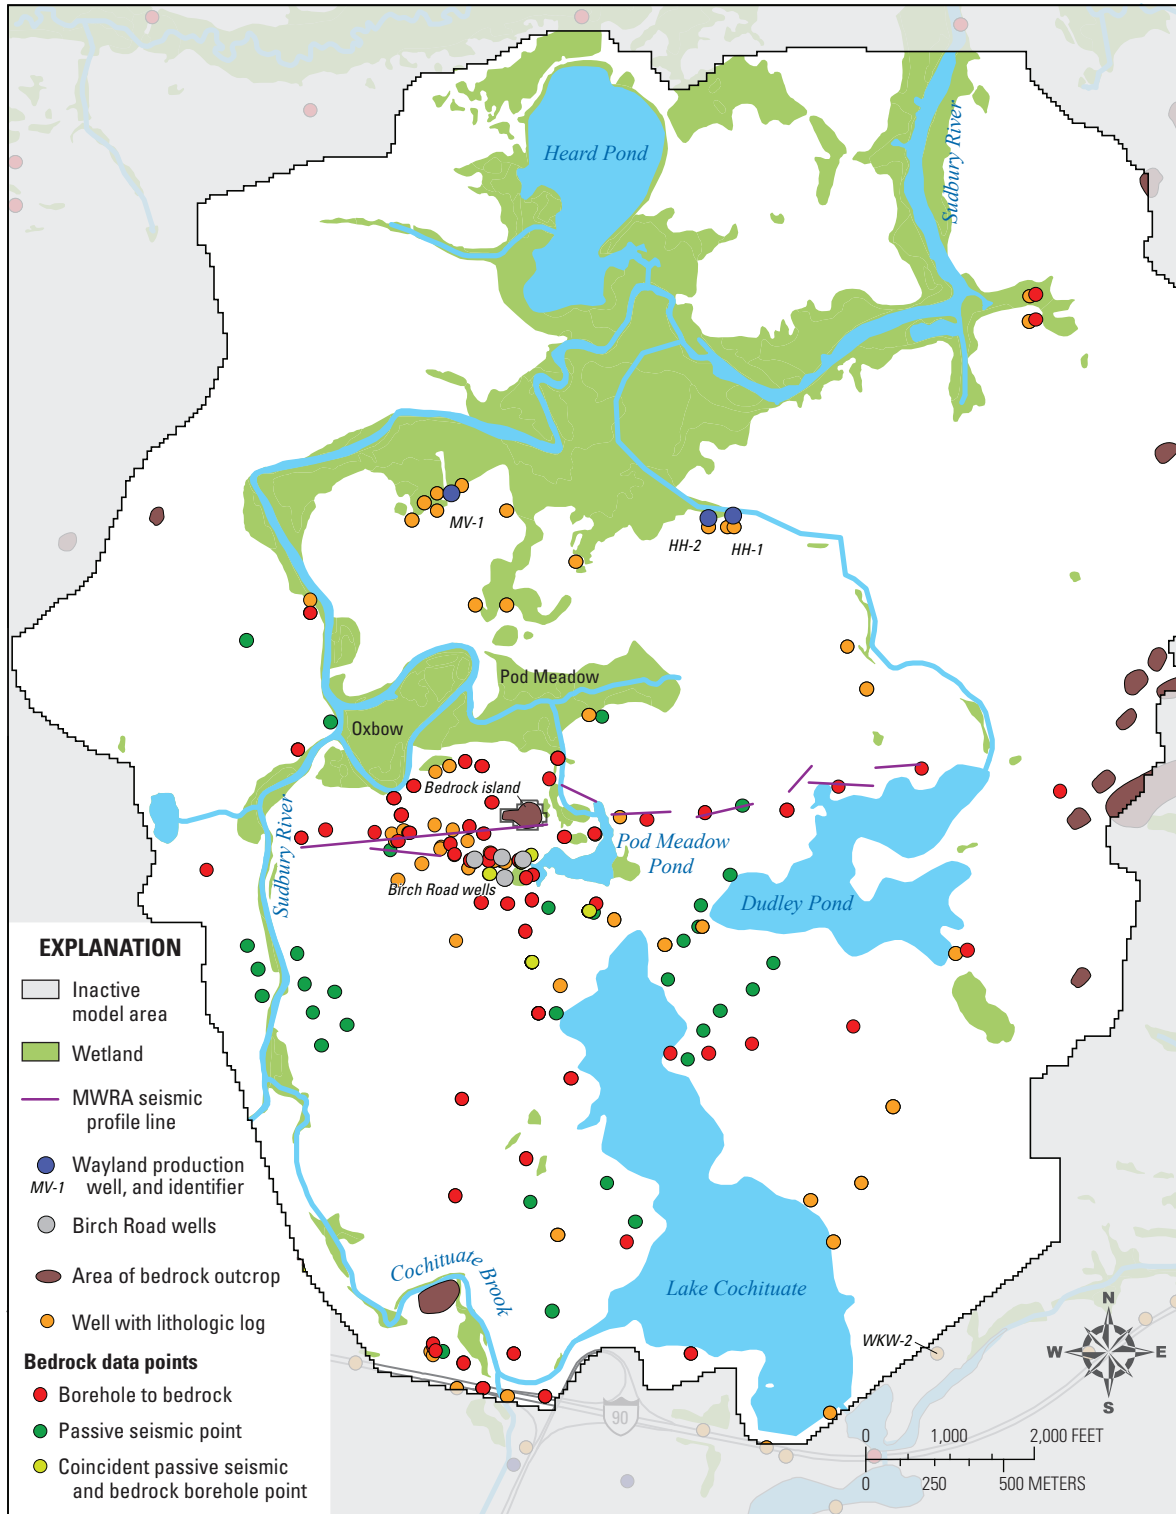 Heard Pond
Sudbury River
MV-1
HH-2
HH-1
Pod Meadow
Oxbow
Bedrock island
Pod Meadow
Pond
Birch Road wells
Dudley Pond
Sudbury River
Cochituate Brook
Lake Cochituate
WKW-2
90
N
W
E
S
EXPLANATION
Inactive
model area
Wetland
MWRA seismic
profile line
Wayland production
well, and identifier
MV-1
Birch Road wells
Area of bedrock outcrop
Well with lithologic log
Bedrock data points
Borehole to bedrock
Passive seismic point
Coincident passive seismic
and bedrock borehole point
0 1,000 2,000 FEET
0 250 500 METERS